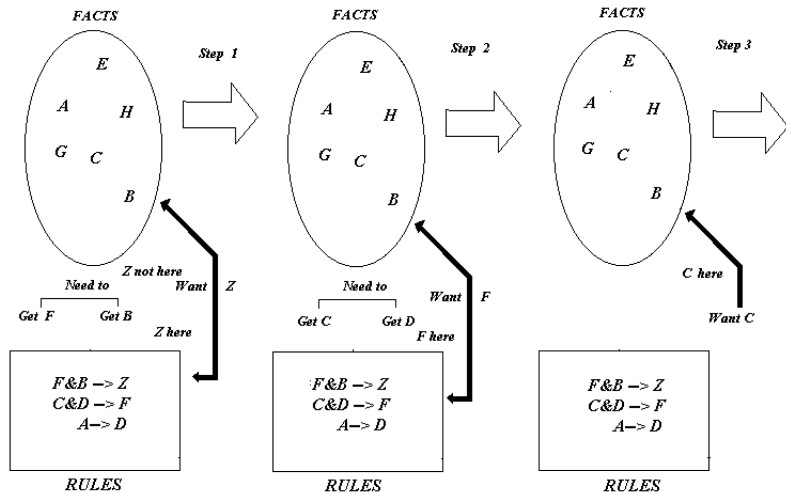 FACTS
E
A
H
G
C
B
Z not here
Need to
Get F
Get B
Want Z
Z here
F&B --> Z
C&D --> F
A--> D
RULES
Step 1
FACTS
E
A
H
G
C
B
Need to
Get C
Get D
Want F
F here
F&B --> Z
C&D --> F
A--> D
RULES
Step 2
FACTS
E
A
H
G
C
B
C here
Want C
F&B --> Z
C&D --> F
A--> D
RULES
Step 3